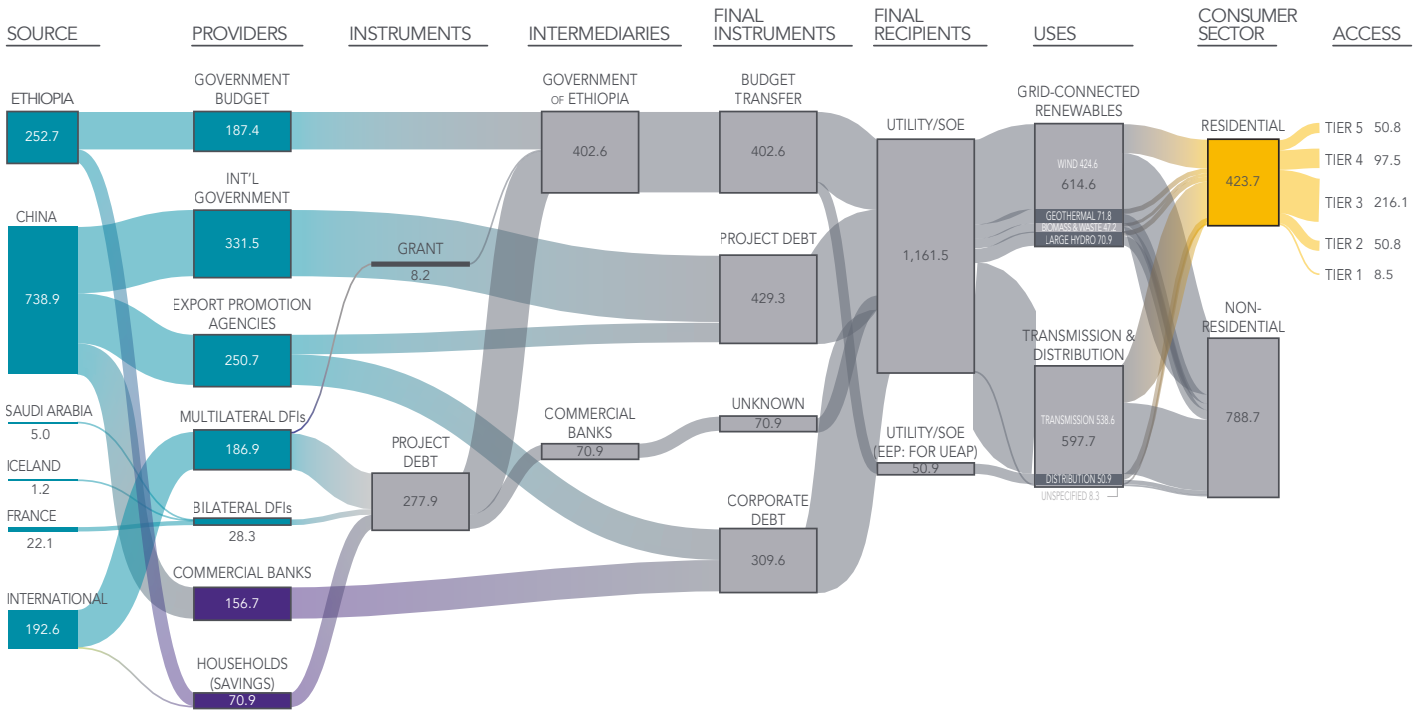 SOURCE
PROVIDERS
INSTRUMENTS
INTERMEDIARIES
FINAL
INSTRUMENTS
FINAL
RECIPIENTS
USES
CONSUMER
SECTOR
ACCESS
ETHIOPIA
252.7
CHINA
738.9
SAUDI ARABIA
5.0
ICELAND
1.2
FRANCE
22.1
INTERNATIONAL
192.6
GOVERNMENT
BUDGET
187.4
INT'L
GOVERNMENT
331.5
EXPORT PROMOTION
AGENCIES
250.7
MULTILATERAL DFIs
186.9
BILATERAL DFIs
28.3
COMMERCIAL BANKS
156.7
HOUSEHOLDS
(SAVINGS)
70.9
GRANT
8.2
PROJECT
DEBT
277.9
GOVERNMENT
OF ETHIOPIA
402.6
COMMERCIAL
BANKS
70.9
BUDGET
TRANSFER
402.6
PROJECT DEBT
429.3
UNKNOWN
70.9
CORPORATE
DEBT
309.6
UTILITY/SOE
1,161.5
UTILITY/SOE
(EEP: FOR UEAP)
50.9
GRID-CONNECTED
RENEWABLES
WIND 424.6
614.6
GEOTHERMAL 71.8
BIOMASS & WASTE 47.2
LARGE HYDRO 70.9
TRANSMISSION &
DISTRIBUTION
TRANSMISSION 538.6
597.7
DISTRIBUTION 50.9
UNSPECIFIED 8.3
RESIDENTIAL
423.7
NON-
RESIDENTIAL
788.7
TIER 5 50.8
TIER 4 97.5
TIER 3 216.1
TIER 2 50.8
TIER 1 8.5